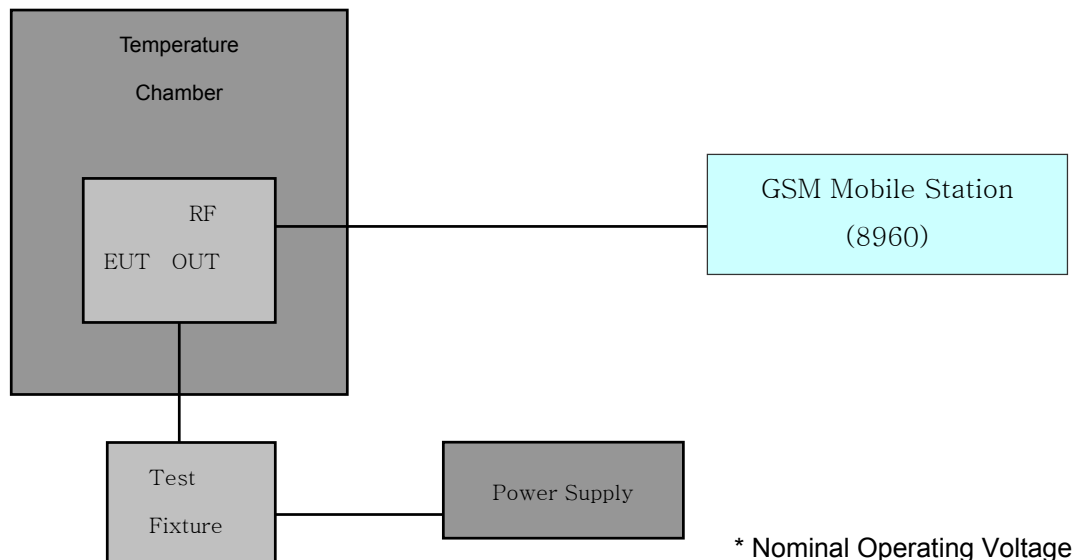 Temperature
Chamber
RF
EUT OUT
GSM Mobile Station
(8960)
Test
Fixture
Power Supply
* Nominal Operating Voltage